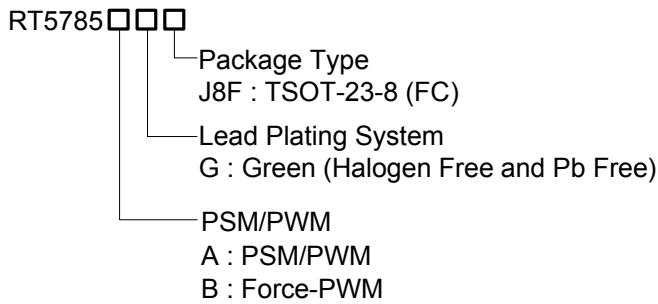 RT5785□□□
Package Type
J8F : TSOT-23-8 (FC)
Lead Plating System
G : Green (Halogen Free and Pb Free)
PSM/PWM
A : PSM/PWM
B : Force-PWM